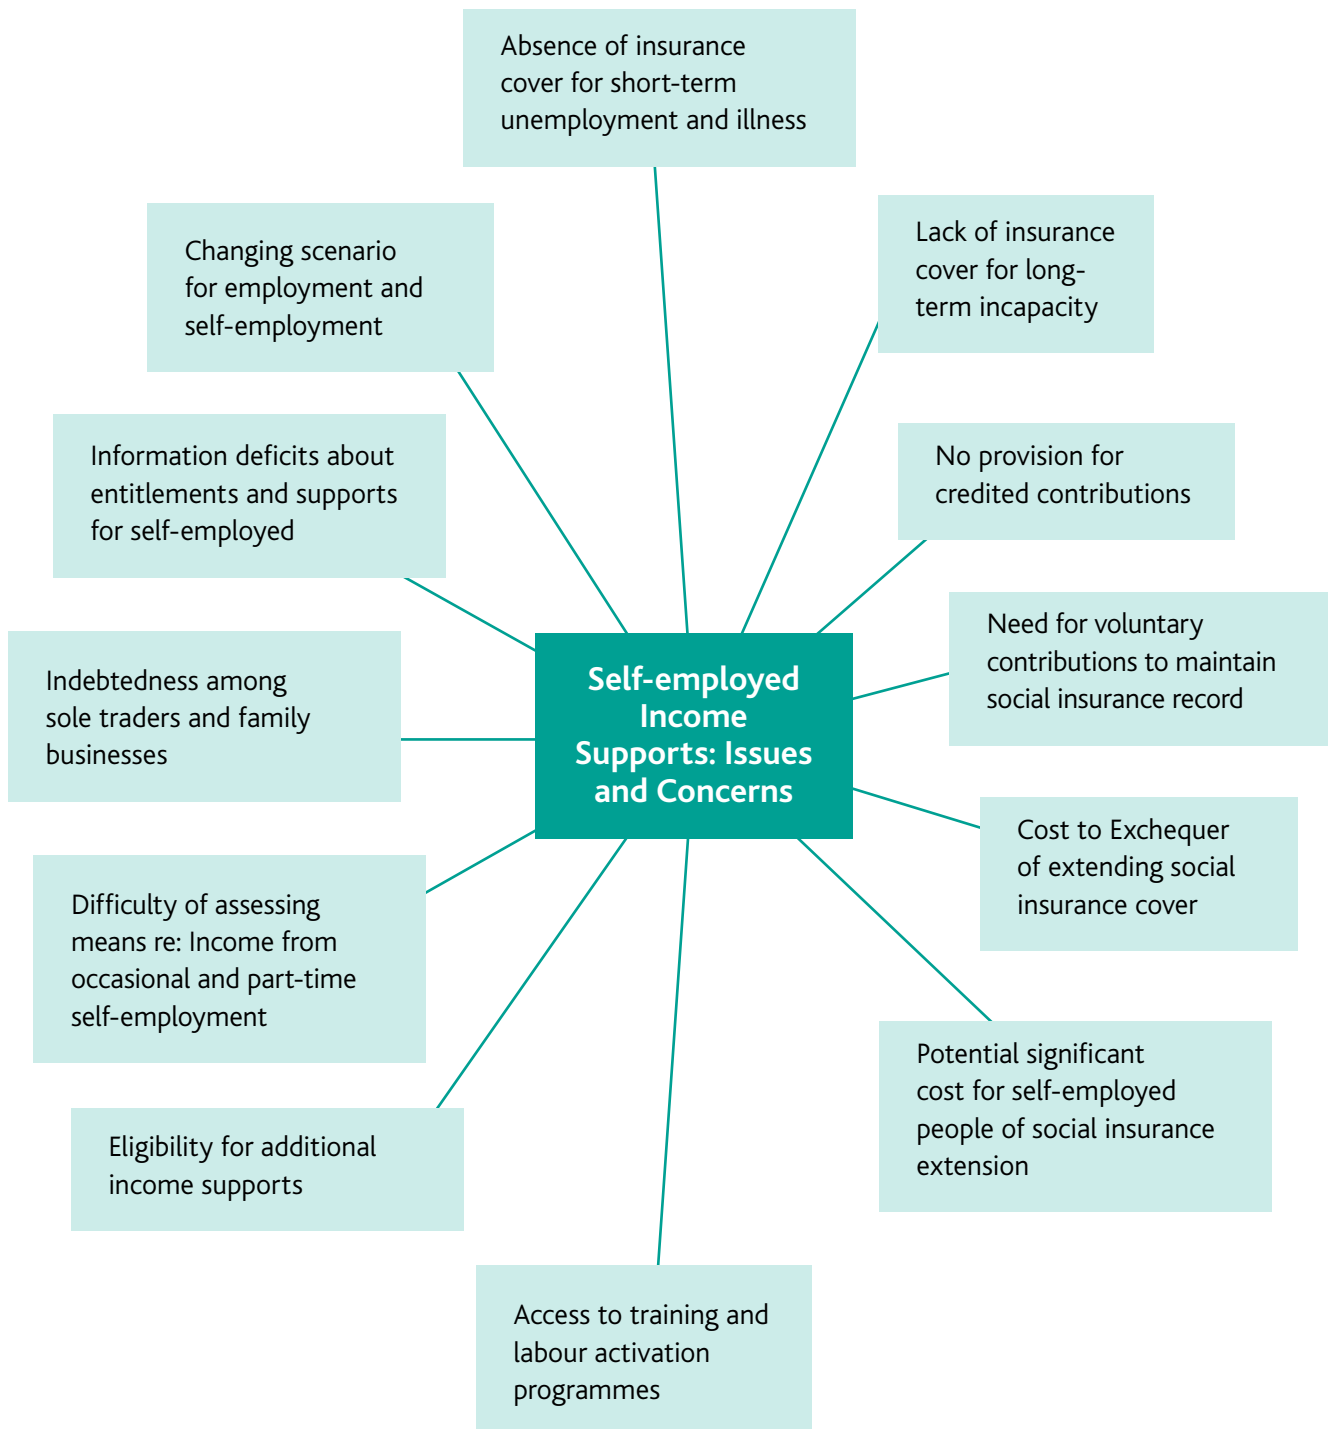 Absence of insurance
cover for short-term
unemployment and illness
Lack of insurance
cover for long-
term incapacity
No provision for
credited contributions
Need for voluntary
contributions to maintain
social insurance record
Cost to Exchequer
of extending social
insurance cover
Potential significant
cost for self-employed
people of social insurance
extension
Access to training and
labour activation
programmes
Eligibility for additional
income supports
Difficulty of assessing
means re: Income from
occasional and part-time
self-employment
Indebtedness among
sole traders and family
businesses
Information deficits about
entitlements and supports
for self-employed
Changing scenario
for employment and
self-employment
Self-employed
Income
Supports: Issues
and Concerns